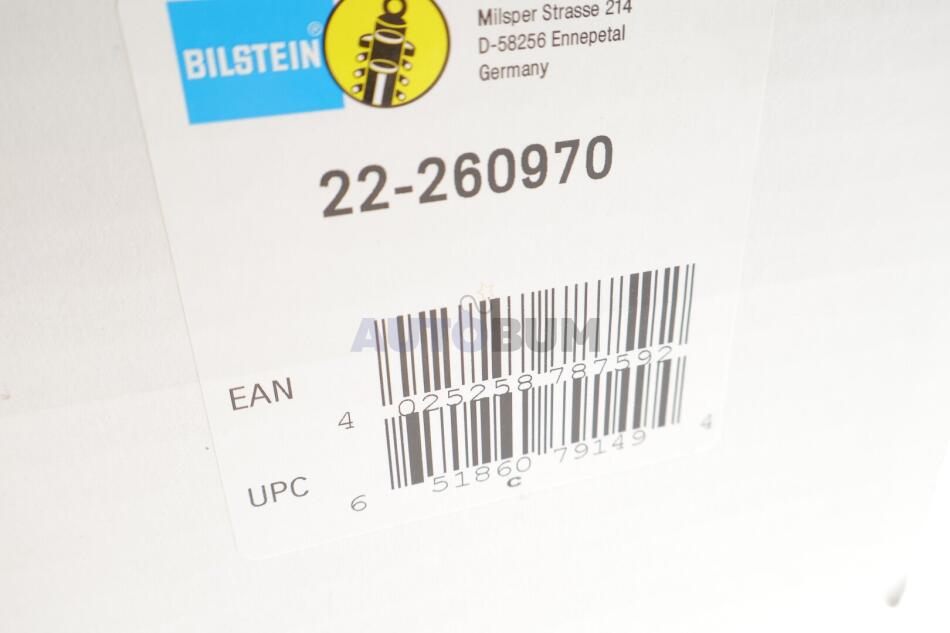 BILSTEIN®
Milsper Strasse 214
D-58256 Ennepetal
Germany
22-260970
AUTOBUM
EAN
4 025258 787592
UPC
6 51860 79149 4
C